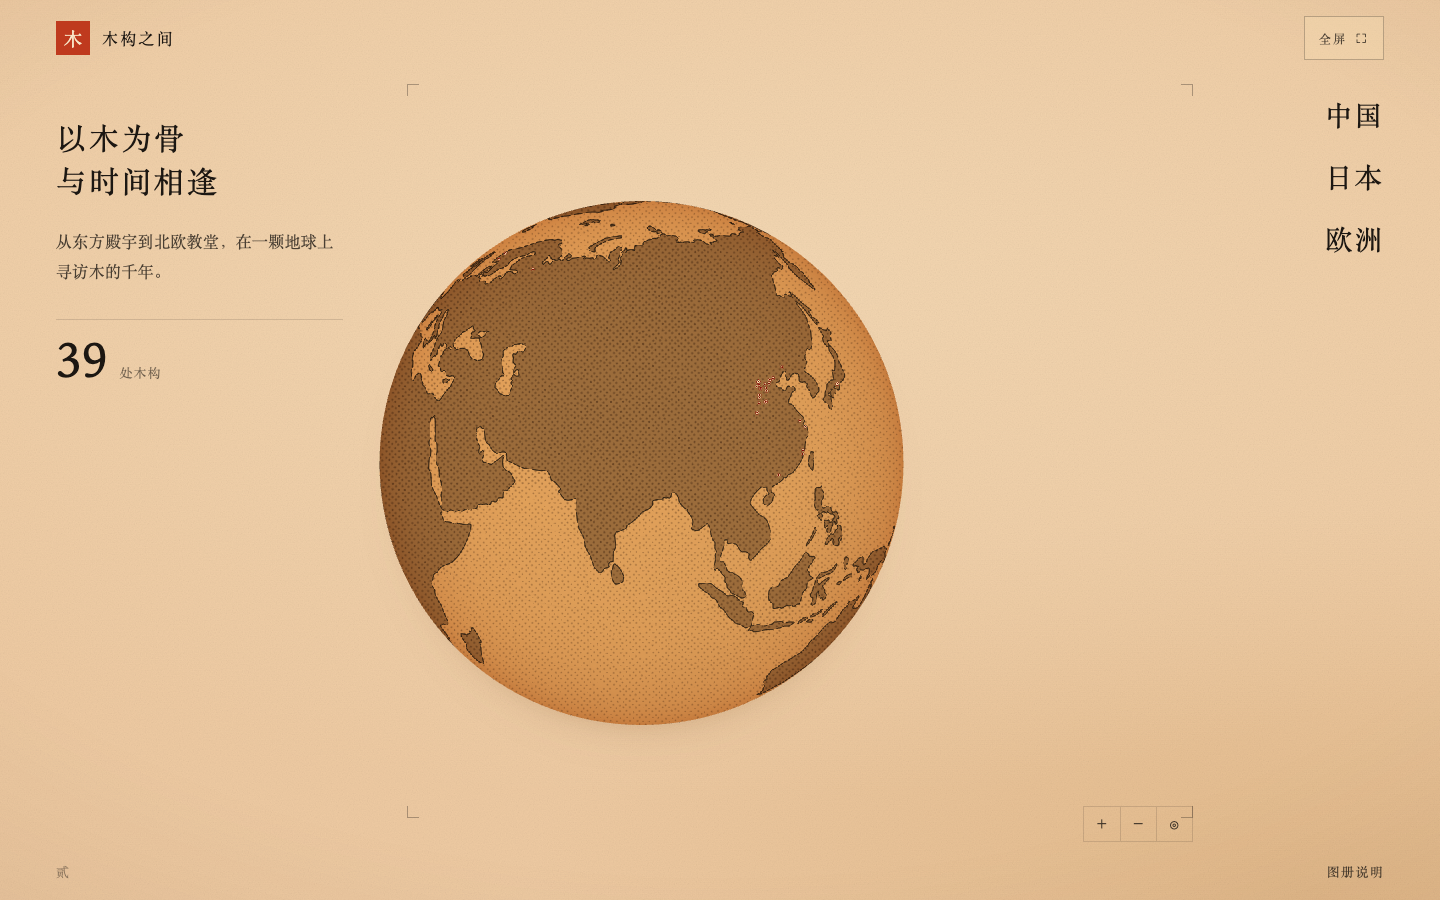 木
木构之间
全屏
以木为骨
与时间相逢
从东方殿宇到北欧教堂，在一颗地球上
寻访木的千年。
39 处木构
中国
日本
欧洲
+ − ◎
贰
图册说明